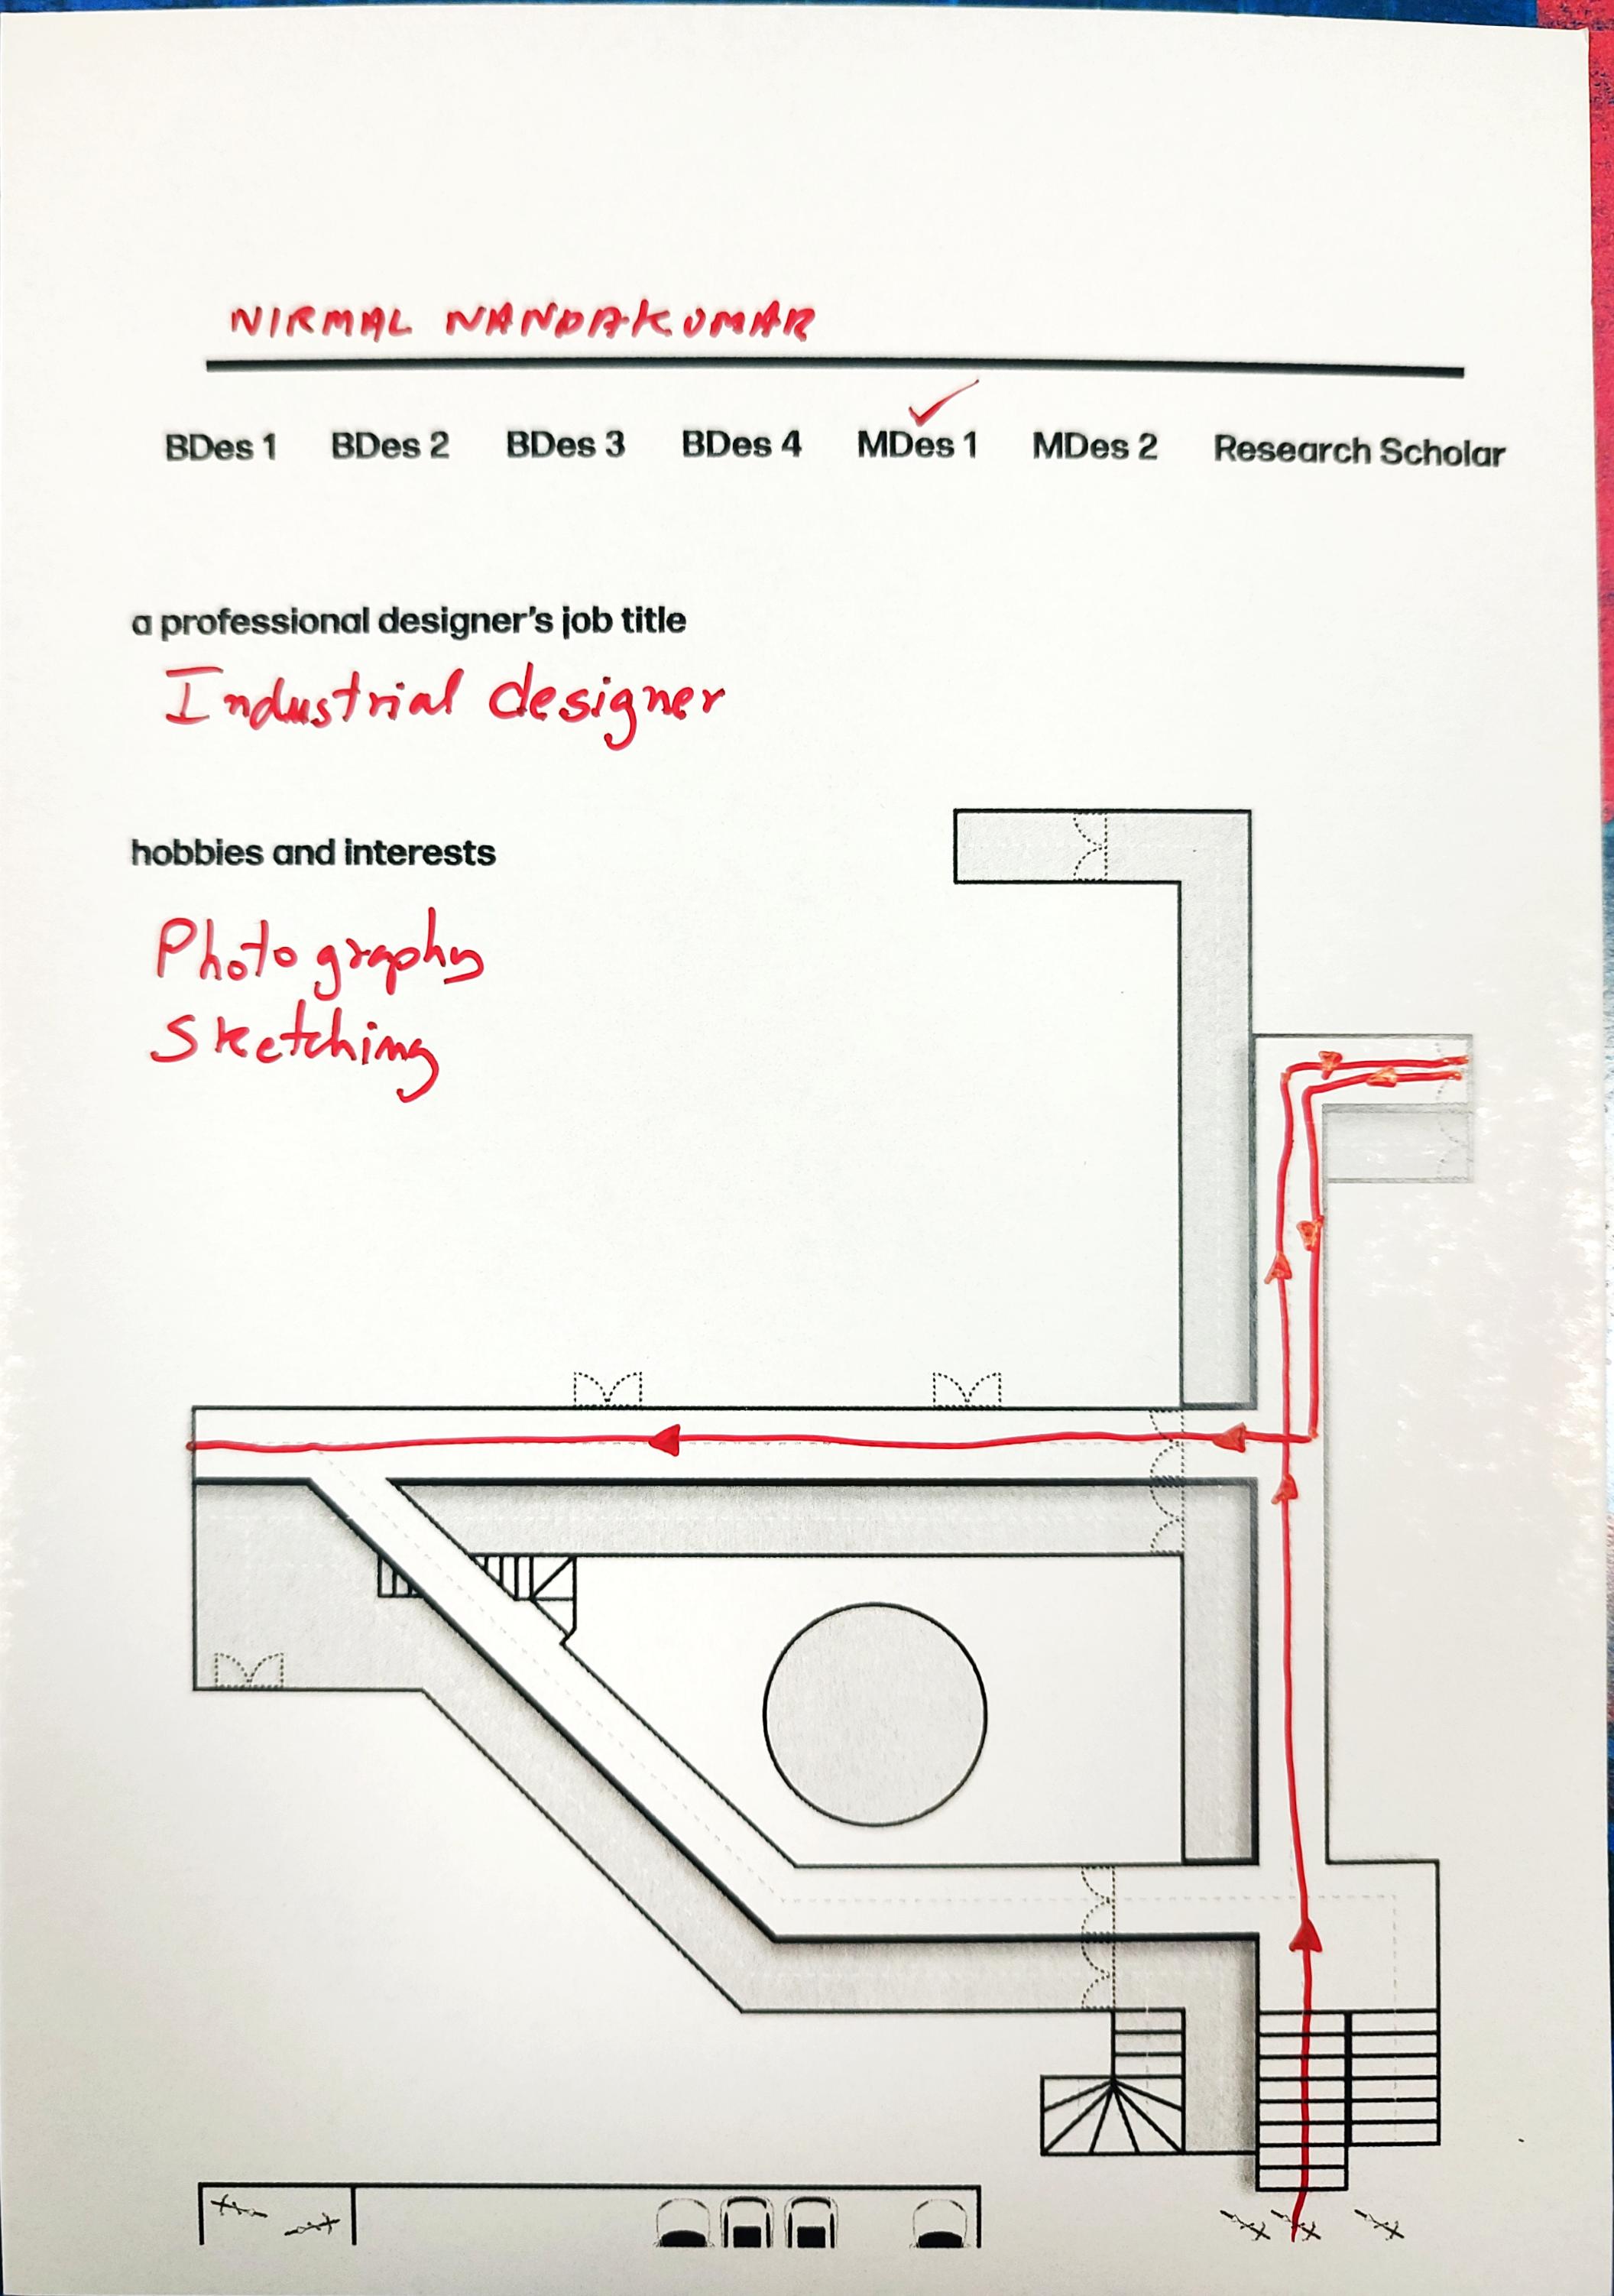 NIRMAL NANDAKUMAR
BDes 1 BDes 2 BDes 3 BDes 4 MDes 1 MDes 2 Research Scholar
a professional designer's job title
Industrial designer
hobbies and interests
Photography
Sketching